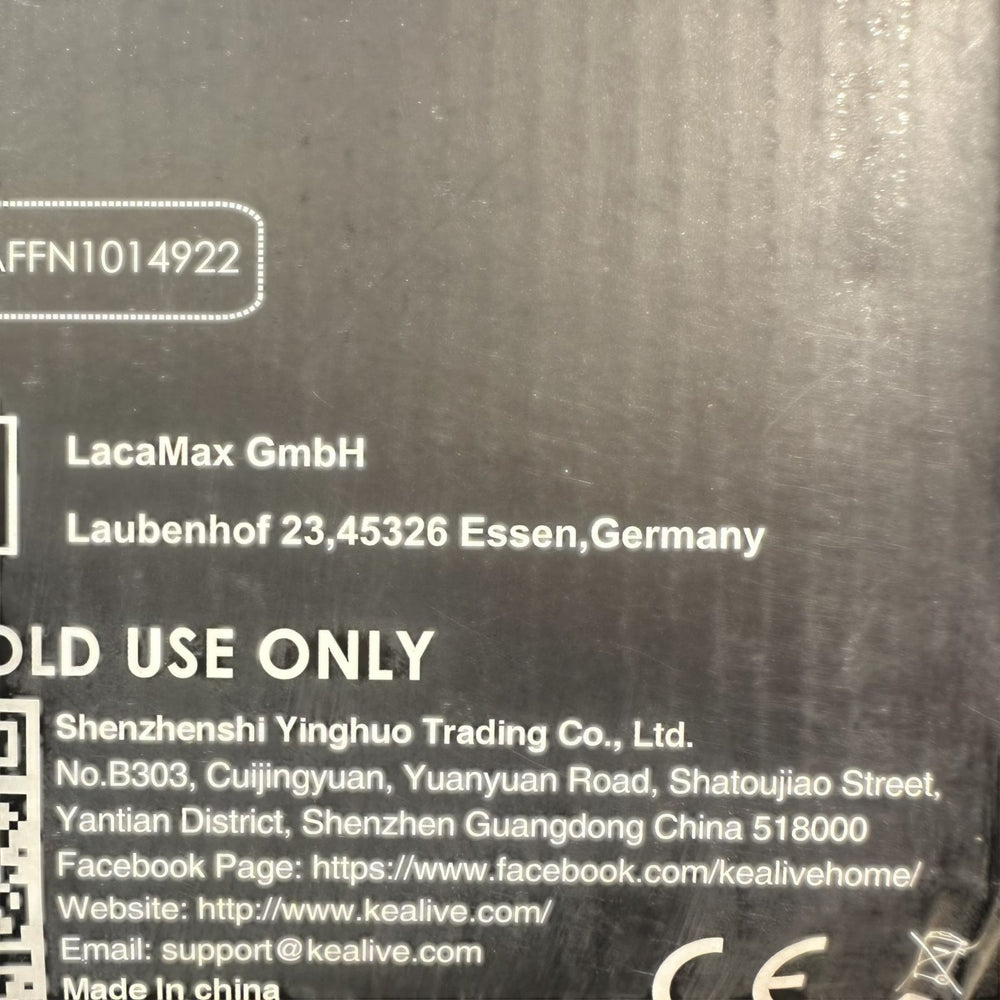 AFFN1014922
LacaMax GmbH
Laubenhof 23,45326 Essen,Germany
OLD USE ONLY
Shenzhenshi Yinghuo Trading Co., Ltd.
No.B303, Cuijingyuan, Yuanyuan Road, Shatoujiao Street,
Yantian District, Shenzhen Guangdong China 518000
Facebook Page: https://www.facebook.com/kealivehome/
Website: http://www.kealive.com/
Email: support@kealive.com
Made In china
CE